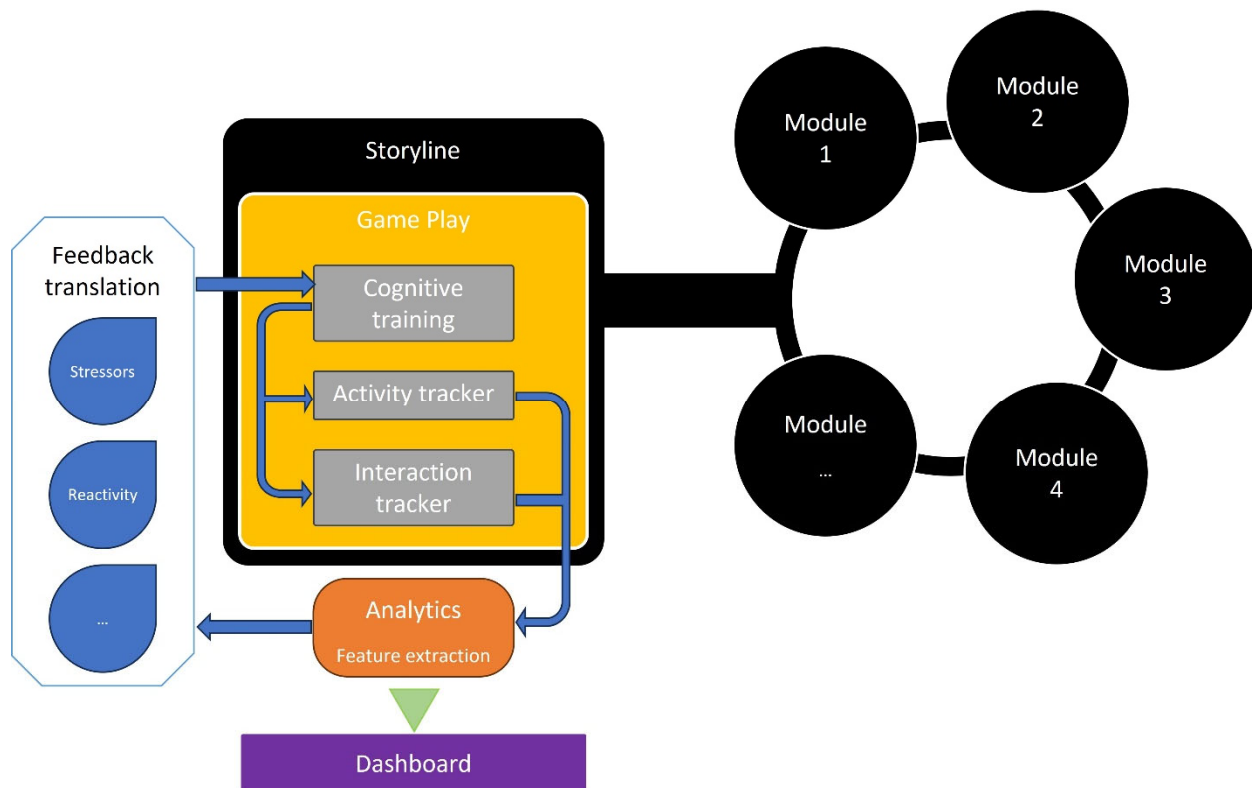 Storyline
Game Play
Feedback
translation
Stressors
Reactivity
...
Cognitive
training
Activity tracker
Interaction
tracker
Analytics
Feature extraction
Dashboard
Module
1
Module
2
Module
3
Module
4
Module
...